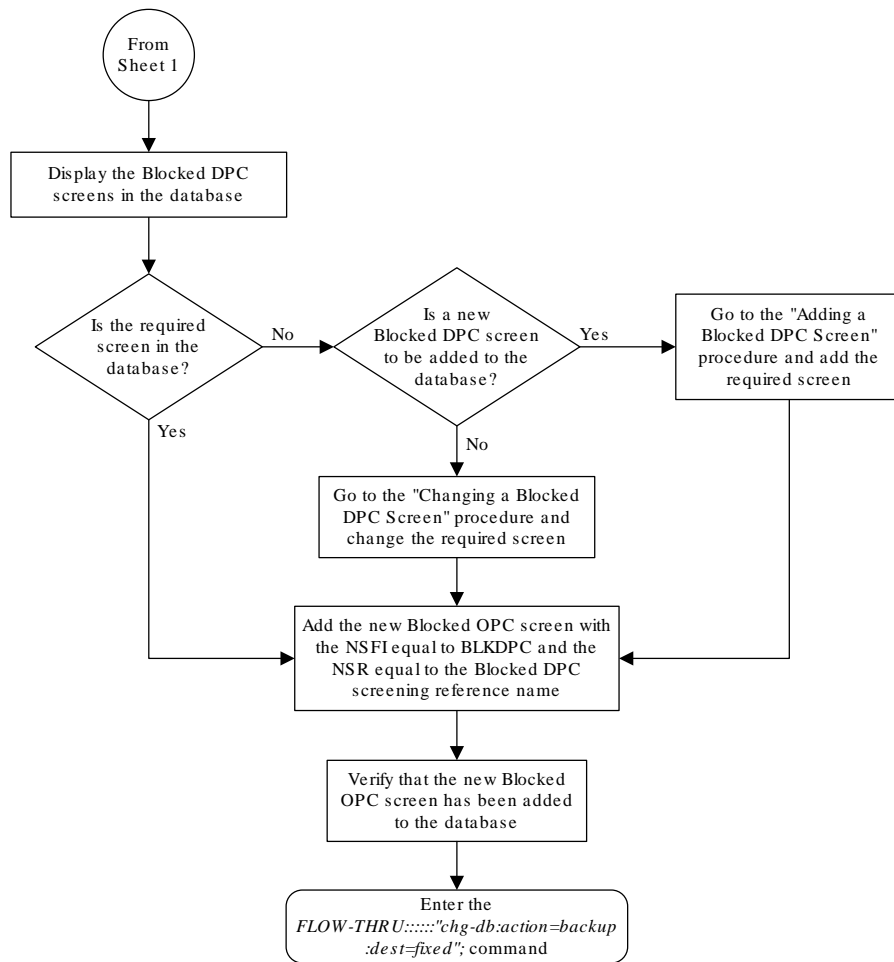 From
Sheet 1
Display the Blocked DPC
screens in the database
Is the required
screen in the
database?
No
Yes
Is a new
Blocked DPC screen
to be added to the
database?
Yes
No
Go to the "Adding a
Blocked DPC Screen"
procedure and add the
required screen
Go to the "Changing a Blocked
DPC Screen" procedure and
change the required screen
Add the new Blocked OPC screen with
the NSFI equal to BLKDPC and the
NSR equal to the Blocked DPC
screening reference name
Verify that the new Blocked
OPC screen has been added
to the database
Enter the
FLOW-THRU::::::"chg-db:action=backup
:dest=fixed"; command